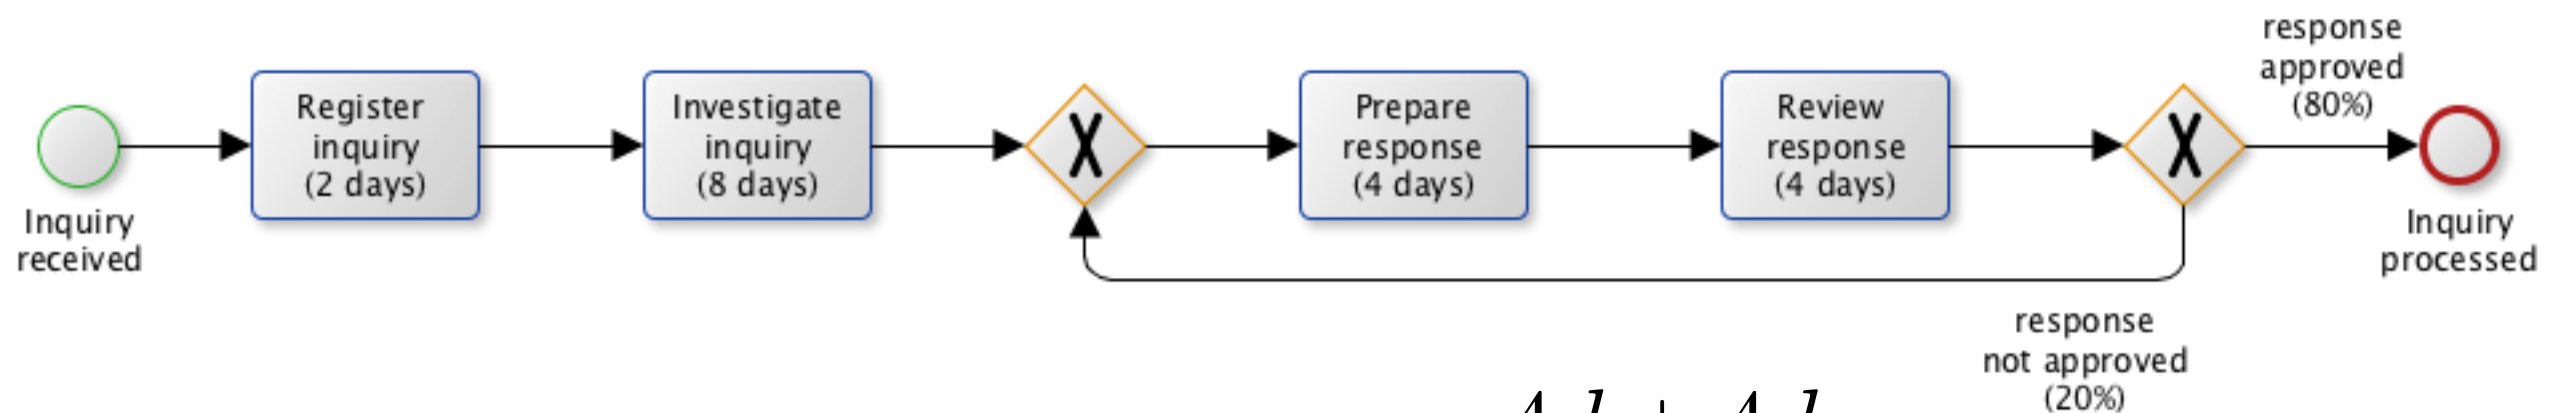 Inquiry
received
Register
inquiry
(2 days)
Investigate
inquiry
(8 days)
X
Prepare
response
(4 days)
Review
response
(4 days)
X
response
approved
(80%)
Inquiry
processed
response
not approved
(20%)